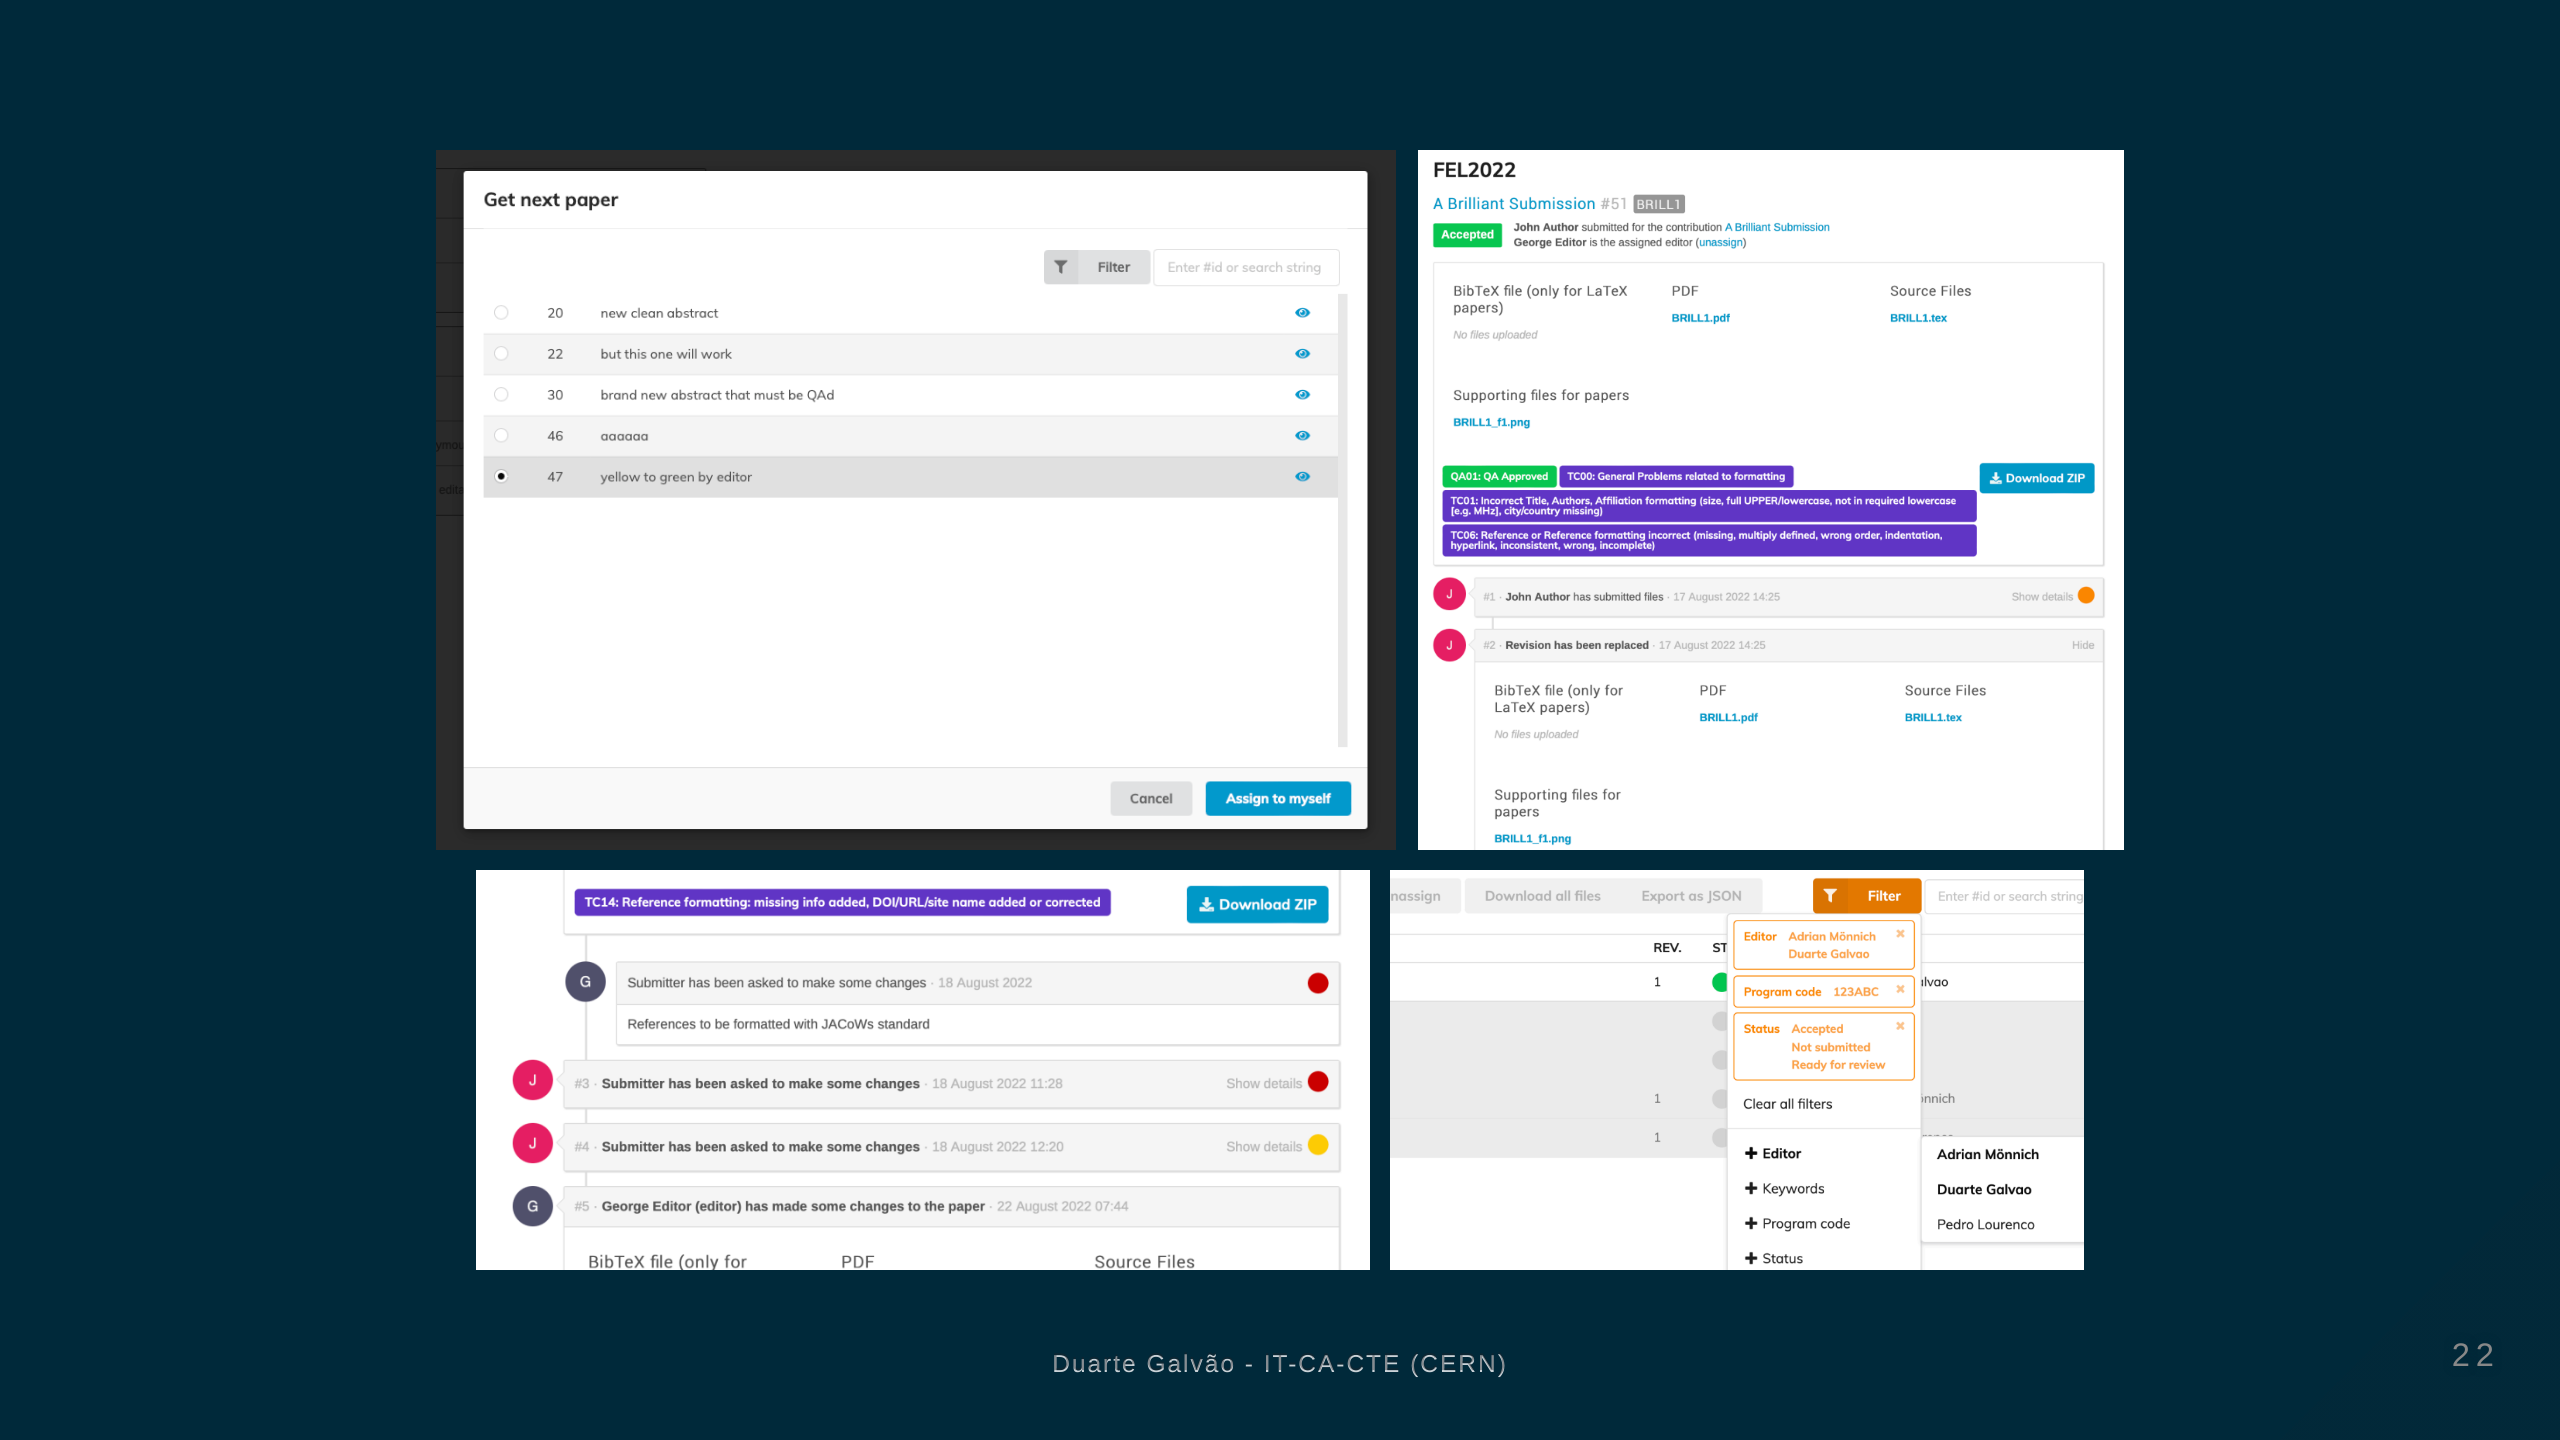 Get next paper
Filter
Enter #id or search string
20 new clean abstract
22 but this one will work
30 brand new abstract that must be QAd
46 aaaaaa
47 yellow to green by editor
Cancel
Assign to myself
FEL2022
A Brilliant Submission #51 BRILL1
Accepted
John Author submitted for the contribution A Brilliant Submission
George Editor is the assigned editor (unassign)
BibTeX file (only for LaTeX
papers)
No files uploaded
PDF
BRILL1.pdf
Source Files
BRILL1.tex
Supporting files for papers
BRILL1_f1.png
QA01: QA Approved
TC00: General Problems related to formatting
TC01: Incorrect Title, Authors, Affiliation formatting (size, full UPPER/lowercase, not in required lowercase
[e.g. MHz], city/country missing)
TC06: Reference or Reference formatting incorrect (missing, multiply defined, wrong order, indentation,
hyperlink, inconsistent, wrong, incomplete)
Download ZIP
J
#1 · John Author has submitted files · 17 August 2022 14:25
Show details
J
#2 · Revision has been replaced · 17 August 2022 14:25
Hide
BibTeX file (only for
LaTeX papers)
No files uploaded
PDF
BRILL1.pdf
Source Files
BRILL1.tex
Supporting files for
papers
BRILL1_f1.png
TC14: Reference formatting: missing info added, DOI/URL/site name added or corrected
Download ZIP
G
Submitter has been asked to make some changes · 18 August 2022
References to be formatted with JACoWs standard
J
#3 · Submitter has been asked to make some changes · 18 August 2022 11:28
Show details
J
#4 · Submitter has been asked to make some changes · 18 August 2022 12:20
Show details
G
#5 · George Editor (editor) has made some changes to the paper · 22 August 2022 07:44
BibTeX file (only for
PDF
Source Files
nassign
Download all files
Export as JSON
Filter
Enter #id or search string
REV.
ST
1
alvao
1
önnich
1
Editor Adrian Mönnich
Duarte Galvao
Program code 123ABC
Status Accepted
Not submitted
Ready for review
Clear all filters
Editor
Keywords
Program code
Status
Adrian Mönnich
Duarte Galvao
Pedro Lourenco
Duarte Galvão - IT-CA-CTE (CERN)
22